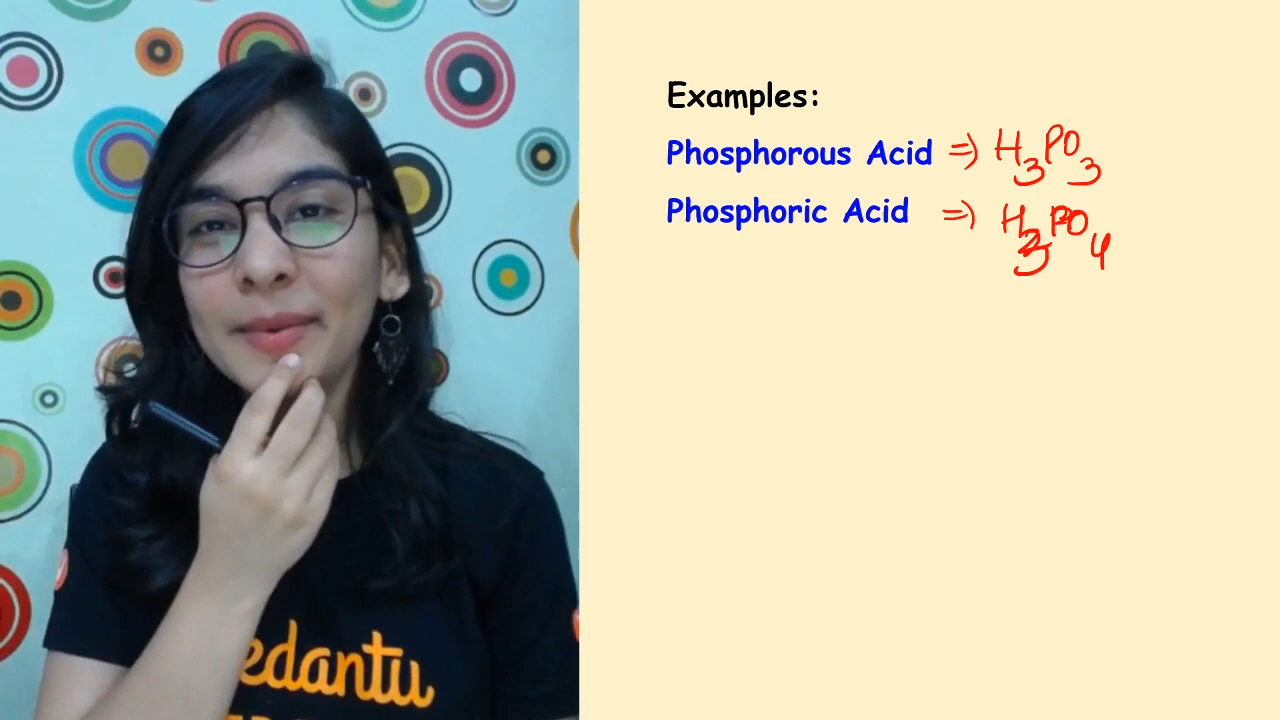 Examples:
Phosphorous Acid => H3PO3
Phosphoric Acid => H3PO4
edantu